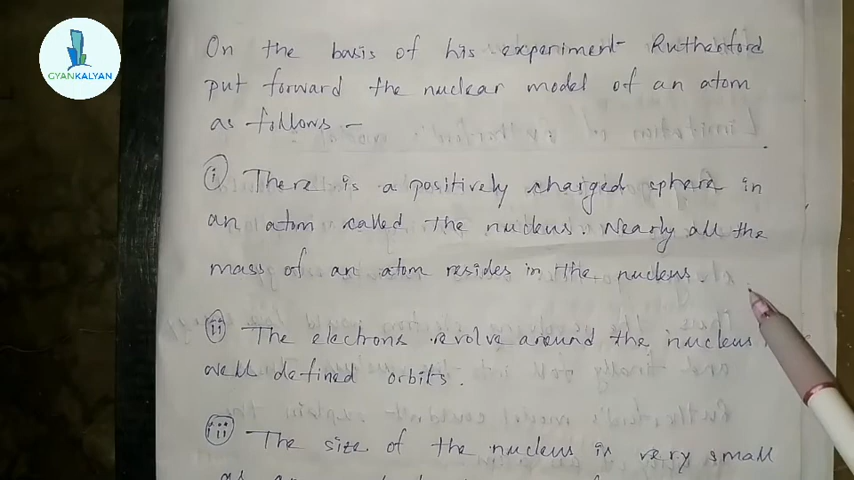 GYANKALYAN
On the basis of his experiment Rutherford
put forward the nuclear model of an atom
as follows -
(i) There is a positively charged sphere in
an atom called the nucleus. Nearly all the
mass of an atom resides in the nucleus.
(ii) The electrons revolve around the nucleus
well defined orbits.
(iii) The size of the nucleus is very small